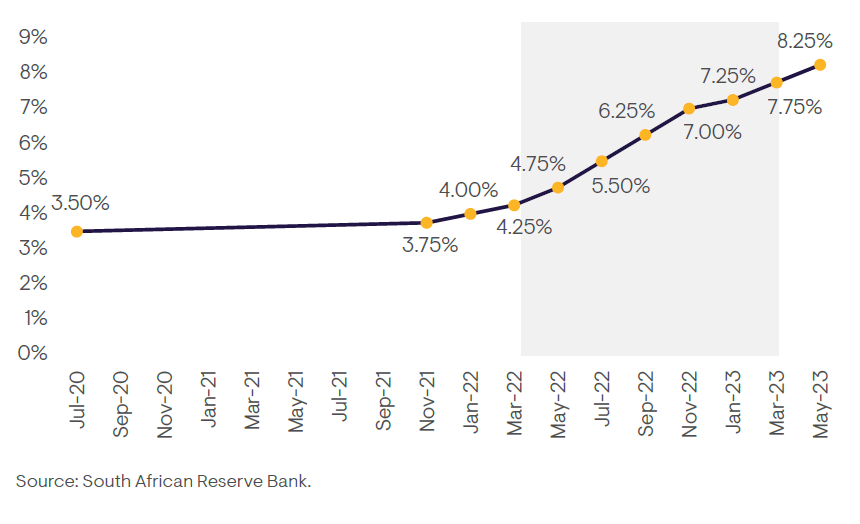 9%
8%
7%
6%
5%
4%
3%
2%
1%
0%
3.50%
3.75%
4.00%
4.25%
4.75%
5.50%
6.25%
7.00%
7.25%
7.75%
8.25%
Jul-20
Sep-20
Nov-20
Jan-21
Mar-21
May-21
Jul-21
Sep-21
Nov-21
Jan-22
Mar-22
May-22
Jul-22
Sep-22
Nov-22
Jan-23
Mar-23
May-23
Source: South African Reserve Bank.